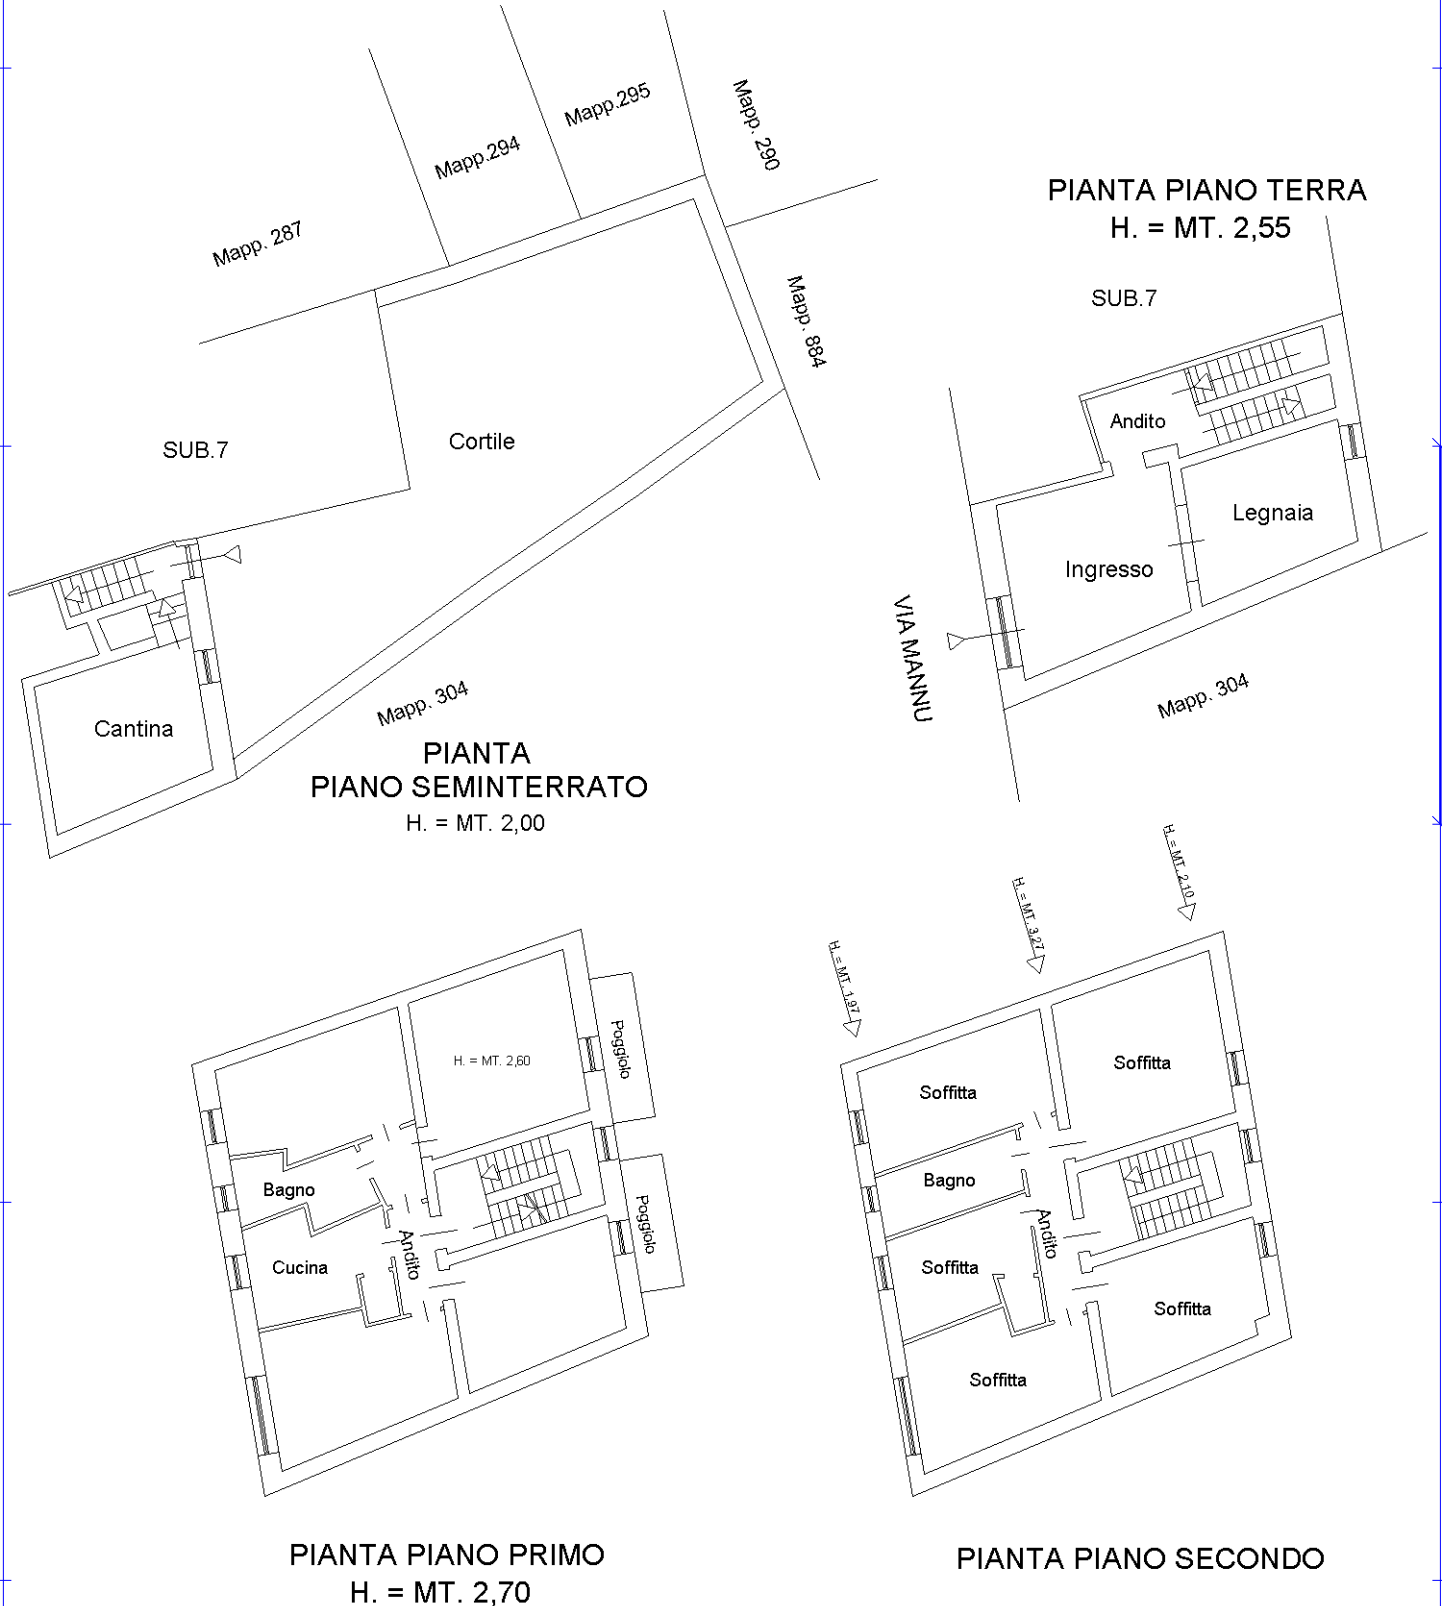 Mapp.295
Mapp. 290
Mapp.294
Mapp. 287
Mapp. 884
SUB.7
Cortile
Cantina
Mapp. 304
PIANTA
PIANO SEMINTERRATO
H. = MT. 2,00
PIANTA PIANO TERRA
H. = MT. 2,55
SUB.7
Andito
Legnaia
Ingresso
VIA MANNU
Mapp. 304
H. = MT. 2,60
Poggiolo
Bagno
Poggiolo
Andito
Cucina
PIANTA PIANO PRIMO
H. = MT. 2,70
H. = MT. 2,10
H. = MT. 3,27
H. = MT. 1,97
Soffitta
Soffitta
Bagno
Andito
Soffitta
Soffitta
Soffitta
PIANTA PIANO SECONDO